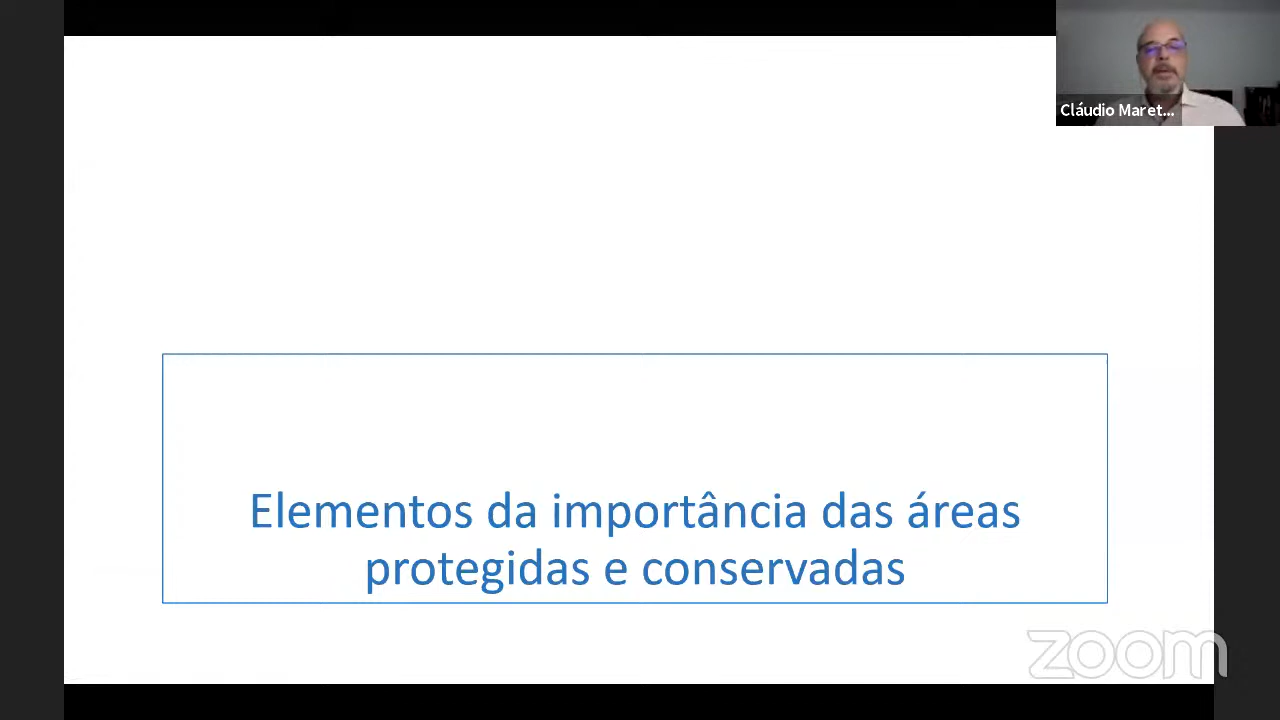 Cláudio Maret...
Elementos da importância das áreas
protegidas e conservadas
zoom